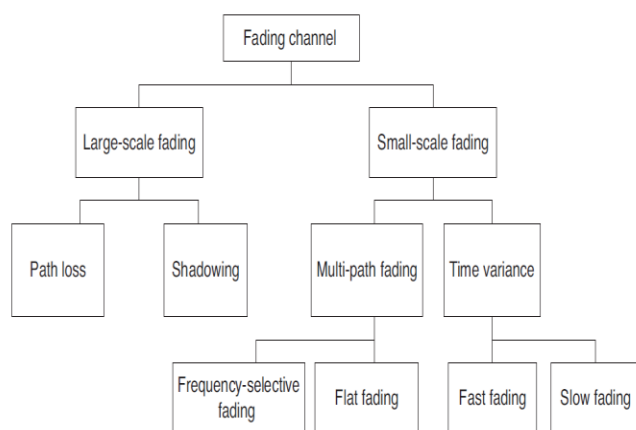 Fading channel
Large-scale fading
Small-scale fading
Path loss
Shadowing
Multi-path fading
Time variance
Frequency-selective
fading
Flat fading
Fast fading
Slow fading